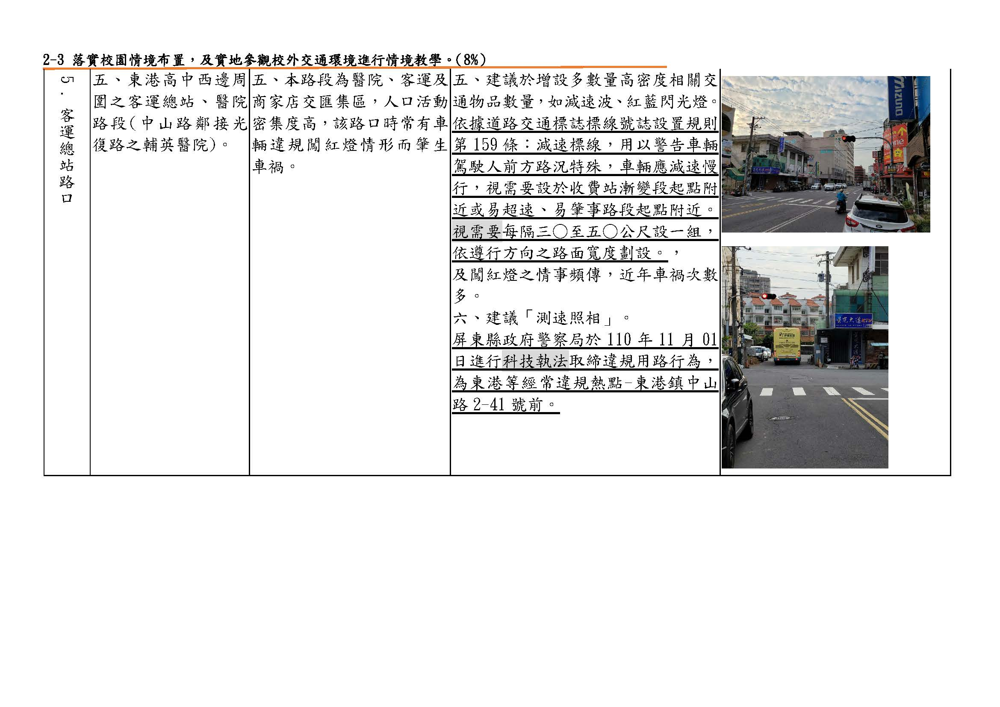 2-3 落實校園情境布置，及實地參觀校外交通環境進行情境教學。(8%)
5. 客運總站路口
五、東港高中西邊周
圍之客運總站、醫院
路段(中山路鄰接光
復路之輔英醫院)。
五、本路段為醫院、客運及
商家店交匯集區，人口活動
密集度高，該路口時常有車
輛違規闖紅燈情形而肇生
車禍。
五、建議於增設多數量高密度相關交
通物品數量，如減速波、紅藍閃光燈。
依據道路交通標誌標線號誌設置規則
第 159 條：減速標線，用以警告車輛
駕駛人前方路況特殊，車輛應減速慢
行，視需要設於收費站漸變段起點附
近或易超速、易肇事路段起點附近。
視需要每隔三○至五○公尺設一組，
依遵行方向之路面寬度劃設。，
及闖紅燈之情事頻傳，近年車禍次數
多。
六、建議「測速照相」。
屏東縣政府警察局於 110 年 11 月 01
日進行科技執法取締違規用路行為，
為東港等經常違規熱點-東港鎮中山
路 2-41 號前。
MIZUNO
星光大道KTV